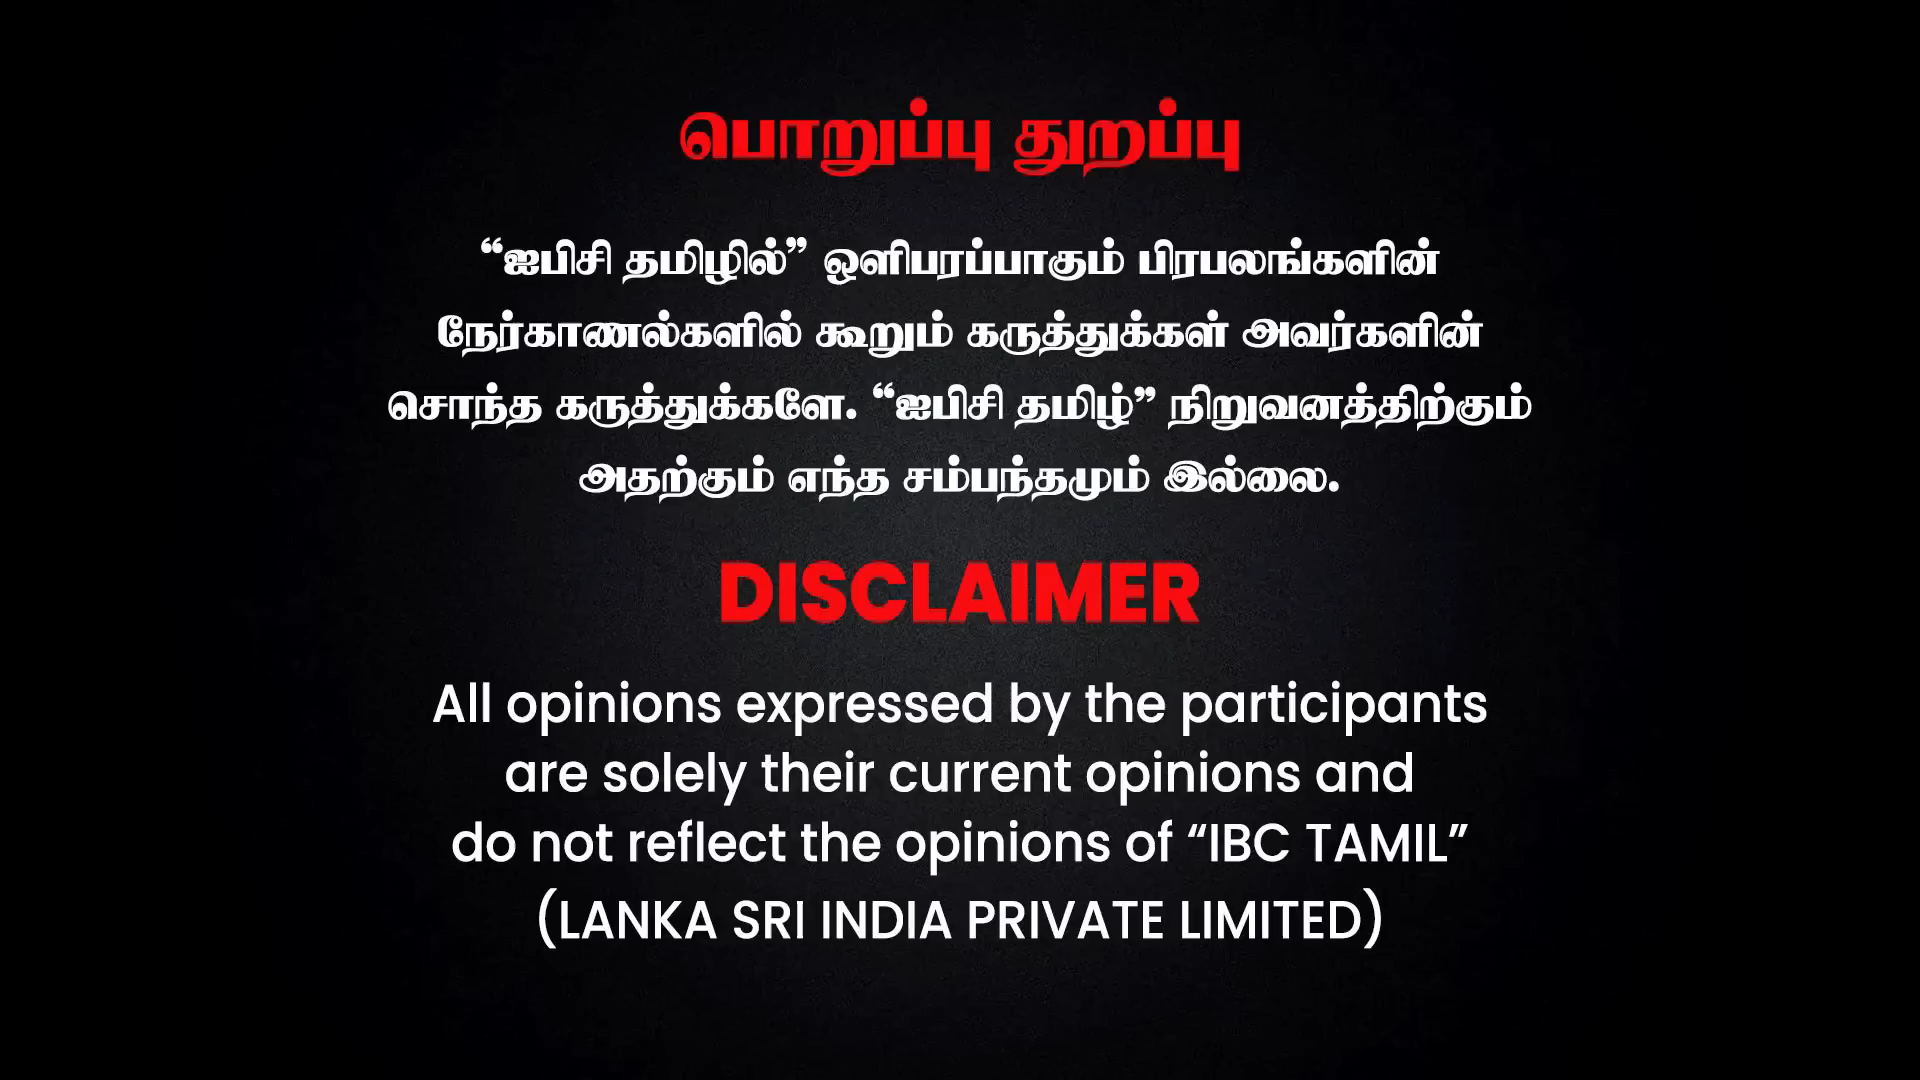 பொறுப்பு துறப்பு
“ஐபிசி தமிழில்” ஒளிபரப்பாகும் பிரபலங்களின்
நேர்காணல்களில் கூறும் கருத்துக்கள் அவர்களின்
சொந்த கருத்துக்களே. “ஐபிசி தமிழ்” நிறுவனத்திற்கும்
அதற்கும் எந்த சம்பந்தமும் இல்லை.
DISCLAIMER
All opinions expressed by the participants
are solely their current opinions and
do not reflect the opinions of “IBC TAMIL”
(LANKA SRI INDIA PRIVATE LIMITED)